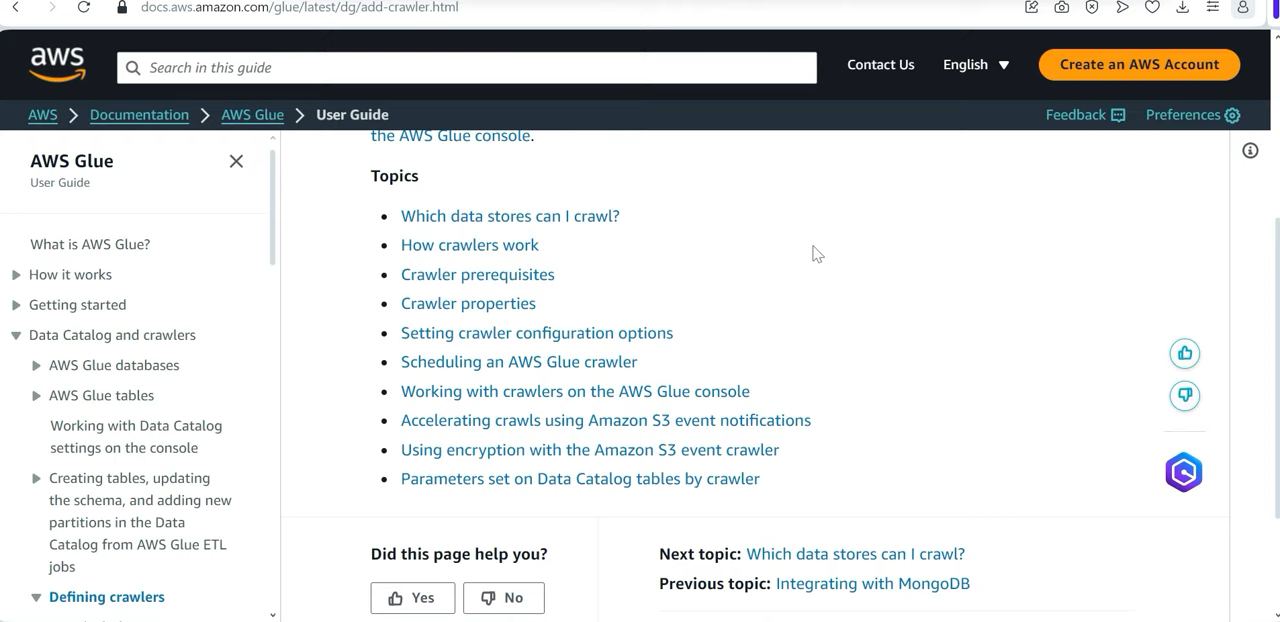 docs.aws.amazon.com/glue/latest/dg/add-crawler.html
aws
Search in this guide
Contact Us
English
Create an AWS Account
AWS
Documentation
AWS Glue
User Guide
Feedback
Preferences
AWS Glue
User Guide
What is AWS Glue?
How it works
Getting started
Data Catalog and crawlers
AWS Glue databases
AWS Glue tables
Working with Data Catalog
settings on the console
Creating tables, updating
the schema, and adding new
partitions in the Data
Catalog from AWS Glue ETL
jobs
Defining crawlers
the AWS Glue console.
Topics
Which data stores can I crawl?
How crawlers work
Crawler prerequisites
Crawler properties
Setting crawler configuration options
Scheduling an AWS Glue crawler
Working with crawlers on the AWS Glue console
Accelerating crawls using Amazon S3 event notifications
Using encryption with the Amazon S3 event crawler
Parameters set on Data Catalog tables by crawler
Did this page help you?
Yes
No
Next topic: Which data stores can I crawl?
Previous topic: Integrating with MongoDB